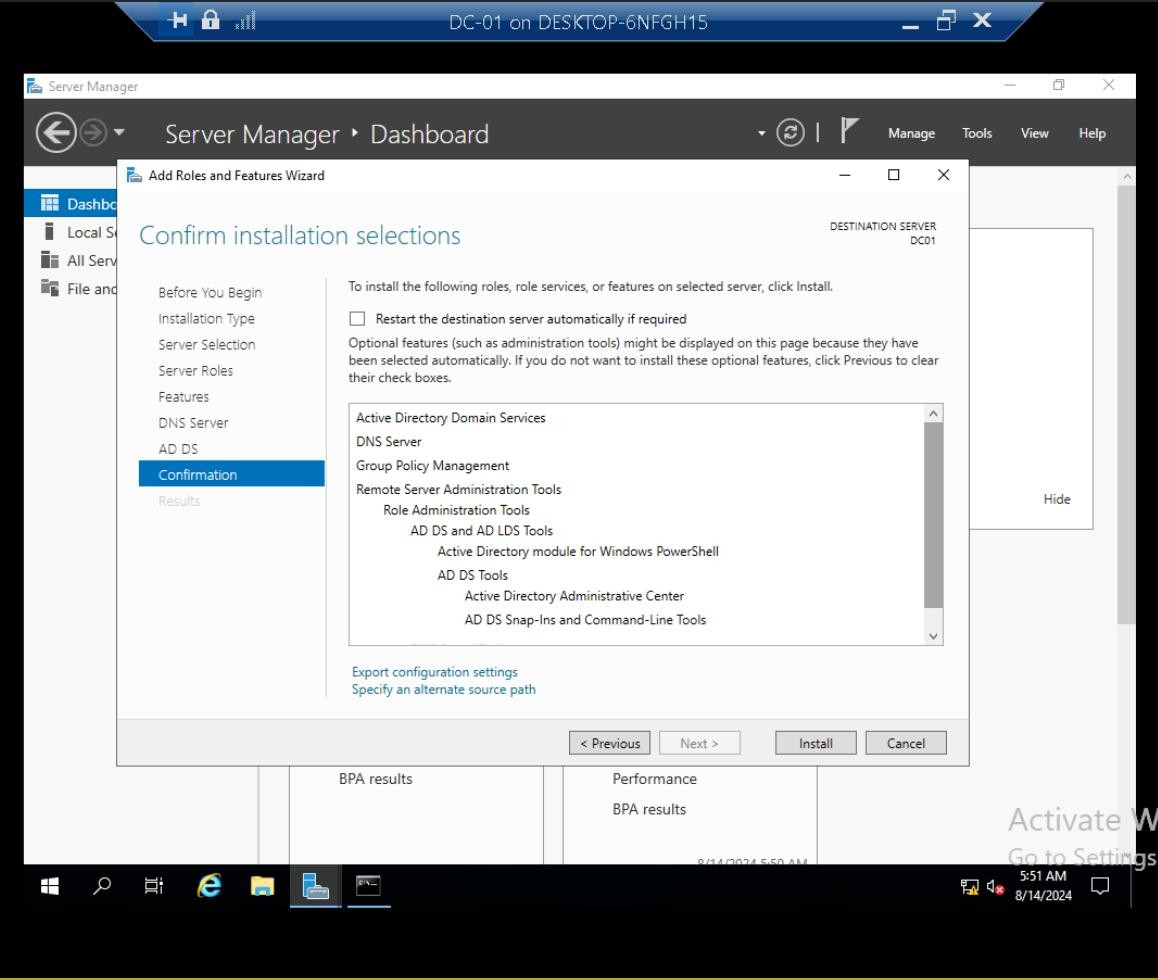 DC-01 on DESKTOP-6NFGH15
Server Manager
Server Manager
Dashboard
Manage
Tools
View
Help
Add Roles and Features Wizard
Dashbo
Local Se
All Serv
File and
Confirm installation selections
DESTINATION SERVER
DC01
Before You Begin
Installation Type
Server Selection
Server Roles
Features
DNS Server
AD DS
Confirmation
Results
To install the following roles, role services, or features on selected server, click Install.
Restart the destination server automatically if required
Optional features (such as administration tools) might be displayed on this page because they have
been selected automatically. If you do not want to install these optional features, click Previous to clear
their check boxes.
Active Directory Domain Services
DNS Server
Group Policy Management
Remote Server Administration Tools
Role Administration Tools
AD DS and AD LDS Tools
Active Directory module for Windows PowerShell
AD DS Tools
Active Directory Administrative Center
AD DS Snap-Ins and Command-Line Tools
Export configuration settings
Specify an alternate source path
Hide
< Previous
Next >
Install
Cancel
BPA results
Performance
BPA results
8/14/2024 5:50 AM
Activate W
Go to Settings
5:51 AM
8/14/2024